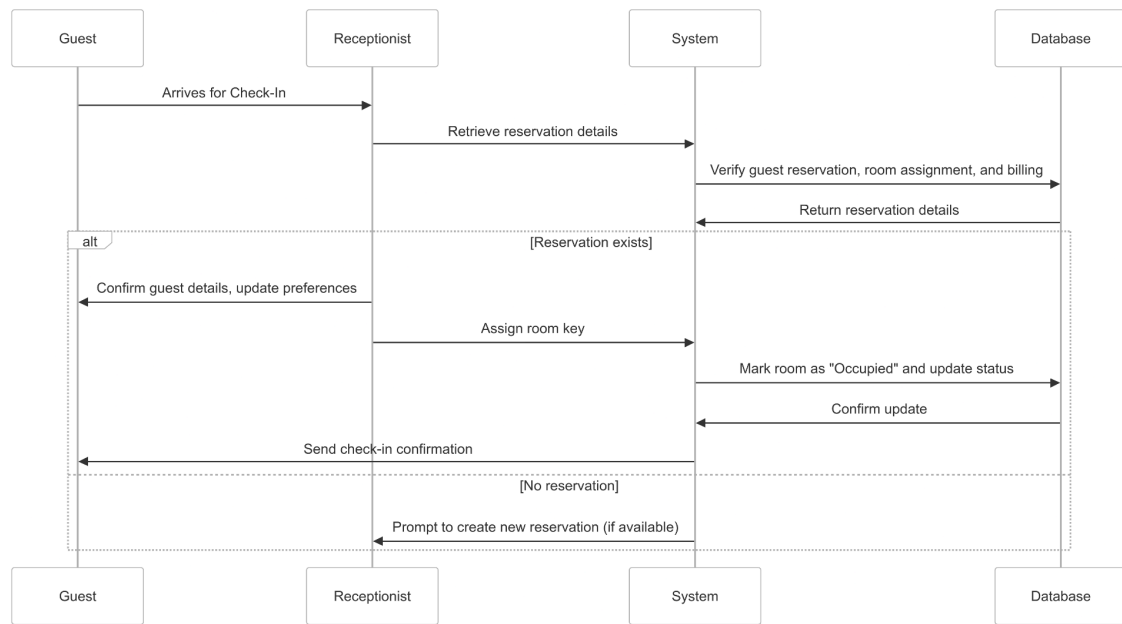 Guest
Receptionist
System
Database
Arrives for Check-In
Retrieve reservation details
Verify guest reservation, room assignment, and billing
Return reservation details
alt
[Reservation exists]
Confirm guest details, update preferences
Assign room key
Mark room as "Occupied" and update status
Confirm update
Send check-in confirmation
[No reservation]
Prompt to create new reservation (if available)
Guest
Receptionist
System
Database